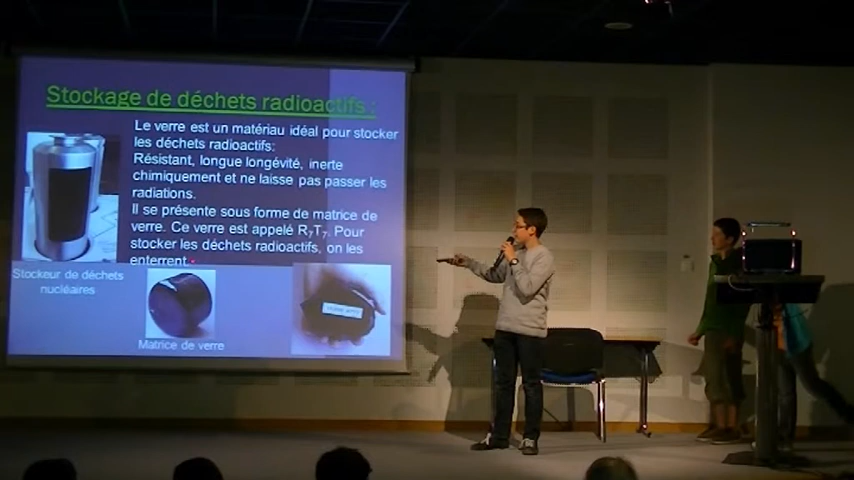 Stockage de déchets radioactifs :
Le verre est un matériau idéal pour stocker
les déchets radioactifs:
Résistant, longue longévité, inerte
chimiquement et ne laisse pas passer les
radiations.
Il se présente sous forme de matrice de
verre. Ce verre est appelé R₇T₇. Pour
stocker les déchets radioactifs, on les
enterrent.
Stockeur de déchets
nucléaires
Matrice de verre